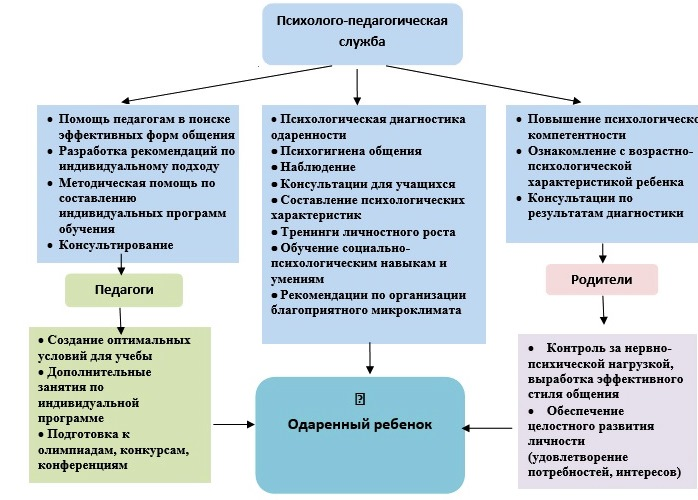 Психолого-педагогическая
служба
● Помощь педагогам в поиске
эффективных форм общения
● Разработка рекомендаций по
индивидуальному подходу
● Методическая помощь по
составлению
индивидуальных программ
обучения
● Консультирование
● Психологическая диагностика
одаренности
● Психогигиена общения
● Наблюдение
● Консультации для учащихся
● Составление психологических
характеристик
● Тренинги личностного роста
● Обучение социально-
психологическим навыкам и
умениям
● Рекомендации по организации
благоприятного микроклимата
● Повышение психологическо
компетентности
● Ознакомление с возрастно-
психологической
характеристикой ребенка
● Консультации по
результатам диагностики
Педагоги
Родители
● Создание оптимальных
условий для учебы
● Дополнительные
занятия по
индивидуальной
программе
● Подготовка к
олимпиадам, конкурсам,
конференциям
Одаренный ребенок
● Контроль за нервно-
психической нагрузкой,
выработка эффективного
стиля общения
● Обеспечение
целостного развития
личности
(удовлетворение
потребностей, интересов)